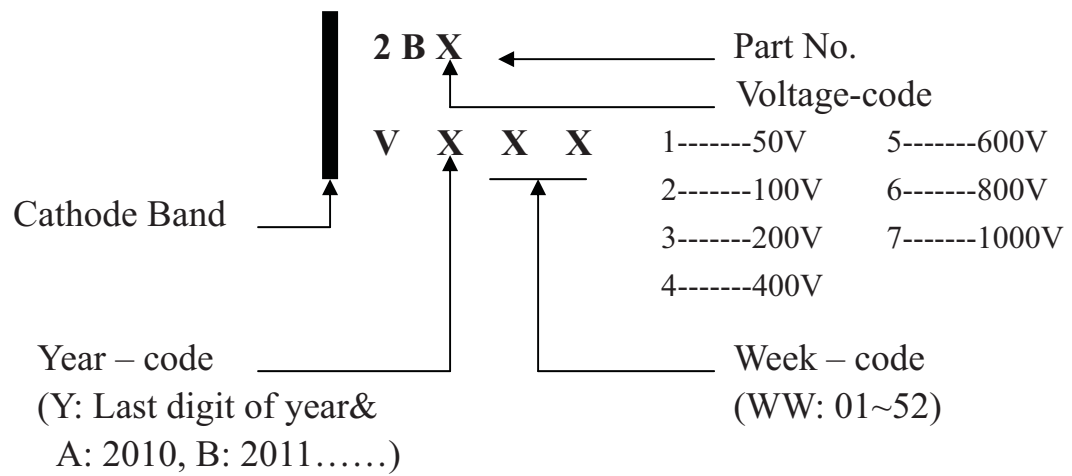 2 B X Part No.
Voltage-code
V X X X 1-------50V 5-------600V
2-------100V 6-------800V
Cathode Band 3-------200V 7-------1000V
4-------400V
Year – code Week – code
(Y: Last digit of year& (WW: 01~52)
A: 2010, B: 2011……)